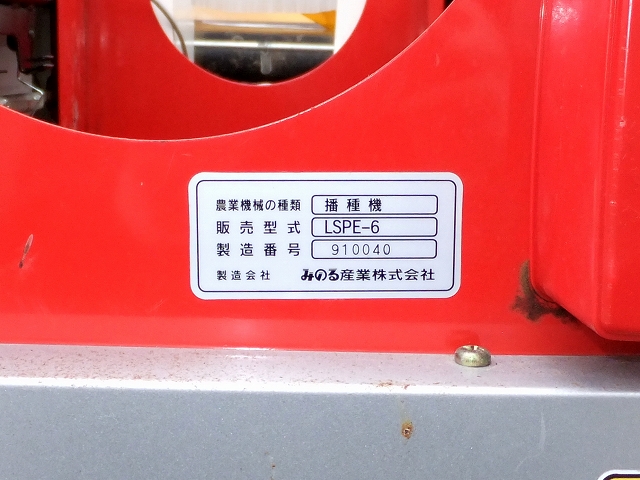 農業機械の種類 播種機
販売型式 LSPE-6
製造番号 910040
製造会社 みのる産業株式会社